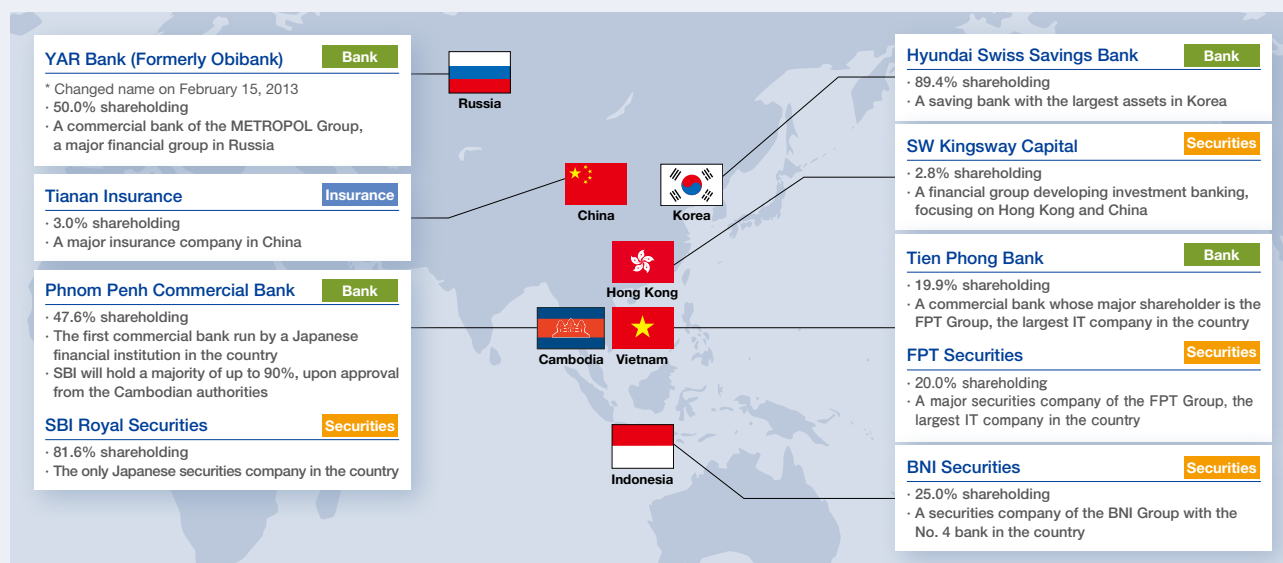 YAR Bank (Formerly Obibank)
Bank
* Changed name on February 15, 2013
· 50.0% shareholding
· A commercial bank of the METROPOL Group,
a major financial group in Russia
Tianan Insurance
Insurance
· 3.0% shareholding
· A major insurance company in China
Phnom Penh Commercial Bank
Bank
· 47.6% shareholding
· The first commercial bank run by a Japanese
financial institution in the country
· SBI will hold a majority of up to 90%, upon approval
from the Cambodian authorities
SBI Royal Securities
Securities
· 81.6% shareholding
· The only Japanese securities company in the country
Russia
China
Korea
Hong Kong
Cambodia
Vietnam
Indonesia
Hyundai Swiss Savings Bank
Bank
· 89.4% shareholding
· A saving bank with the largest assets in Korea
SW Kingsway Capital
Securities
· 2.8% shareholding
· A financial group developing investment banking,
focusing on Hong Kong and China
Tien Phong Bank
Bank
· 19.9% shareholding
· A commercial bank whose major shareholder is the
FPT Group, the largest IT company in the country
FPT Securities
Securities
· 20.0% shareholding
· A major securities company of the FPT Group, the
largest IT company in the country
BNI Securities
Securities
· 25.0% shareholding
· A securities company of the BNI Group with the
No. 4 bank in the country